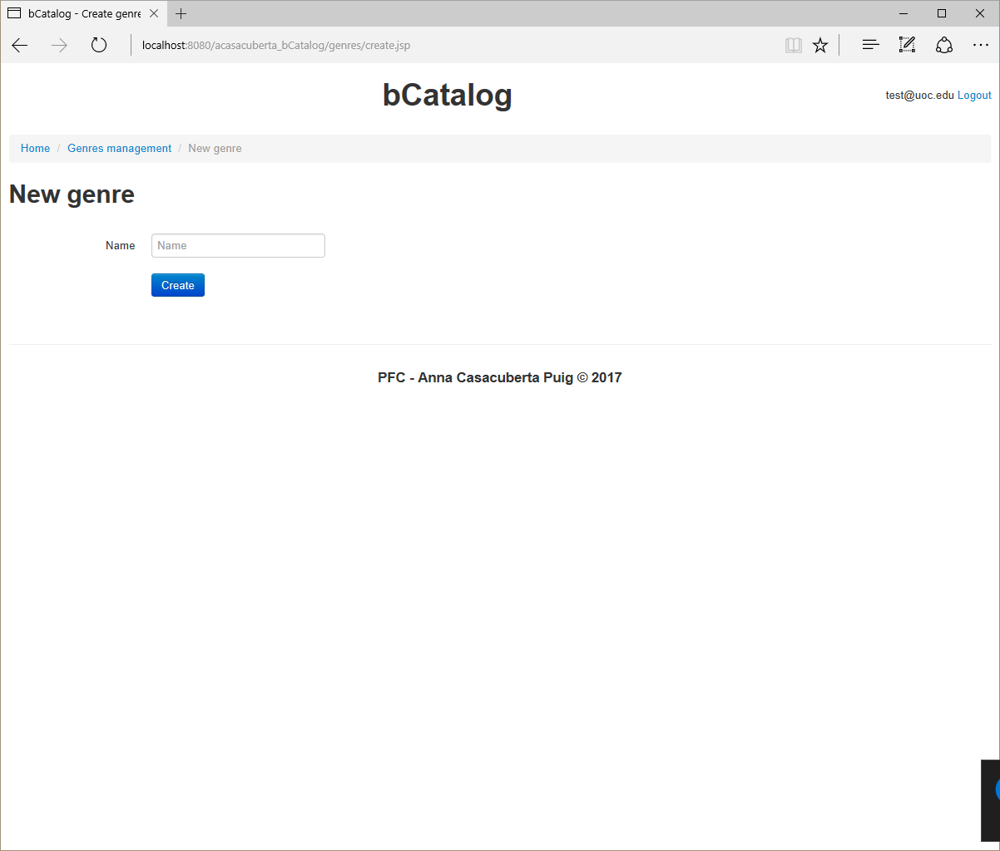 bCatalog - Create genre
localhost:8080/acasacuberta_bCatalog/genres/create.jsp
bCatalog
test@uoc.edu Logout
Home / Genres management / New genre
New genre
Name Name
Create
PFC - Anna Casacuberta Puig © 2017